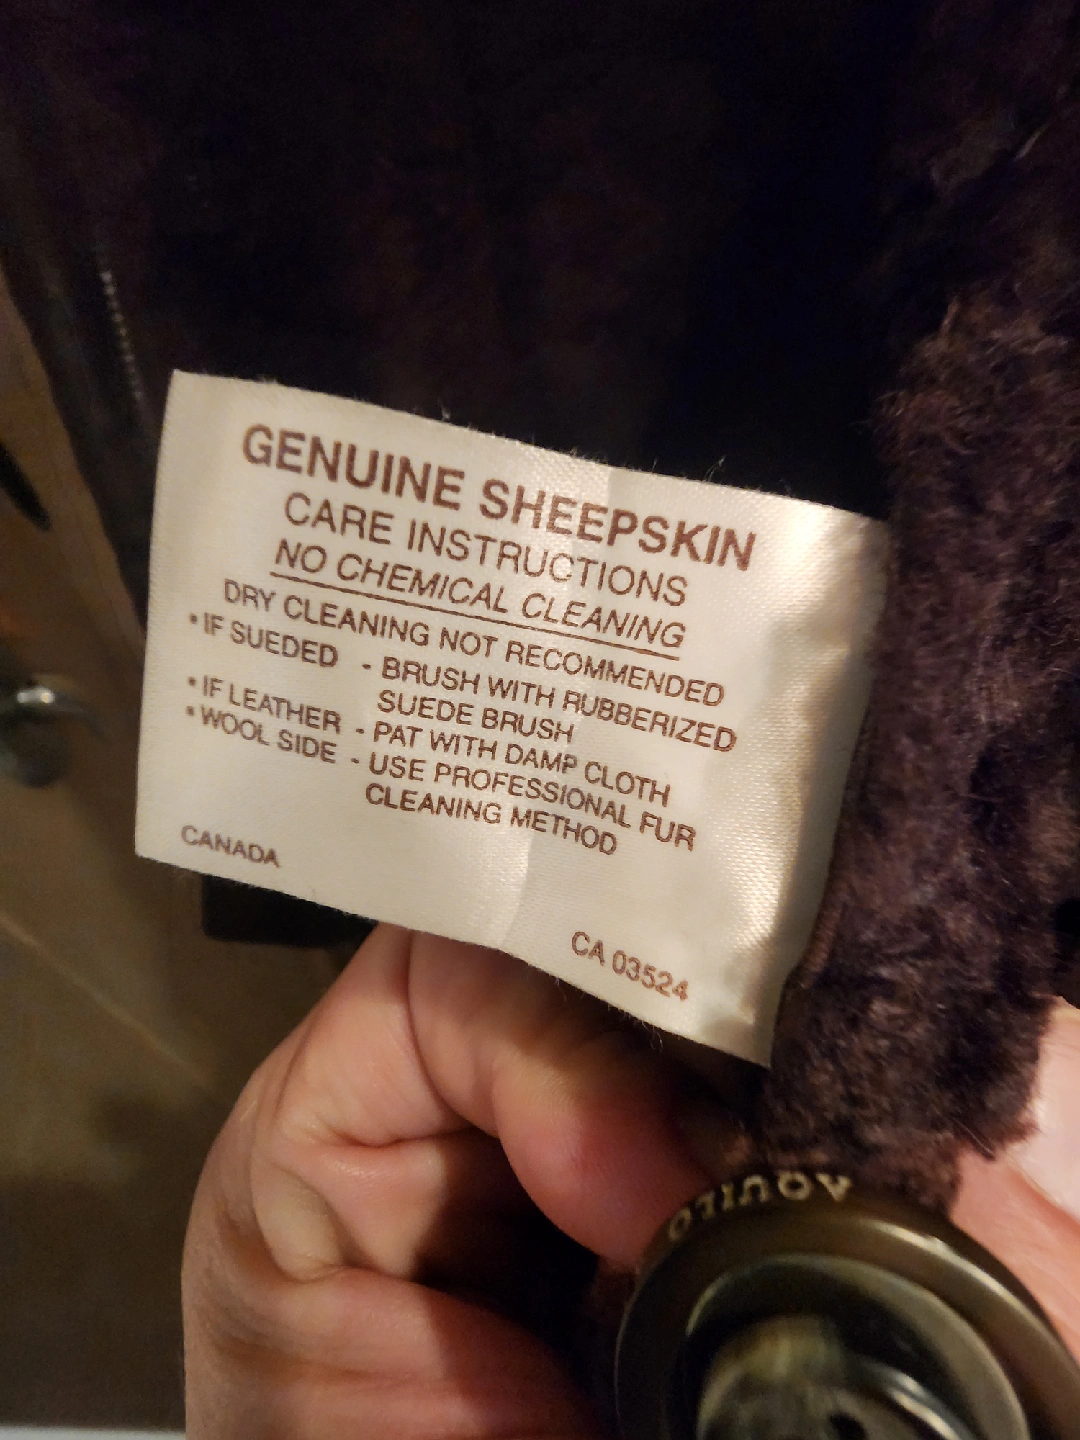 GENUINE SHEEPSKIN
CARE INSTRUCTIONS
NO CHEMICAL CLEANING
DRY CLEANING NOT RECOMMENDED
• IF SUEDED - BRUSH WITH RUBBERIZED
SUEDE BRUSH
• IF LEATHER - PAT WITH DAMP CLOTH
• WOOL SIDE - USE PROFESSIONAL FUR
CLEANING METHOD
CANADA
CA 03524